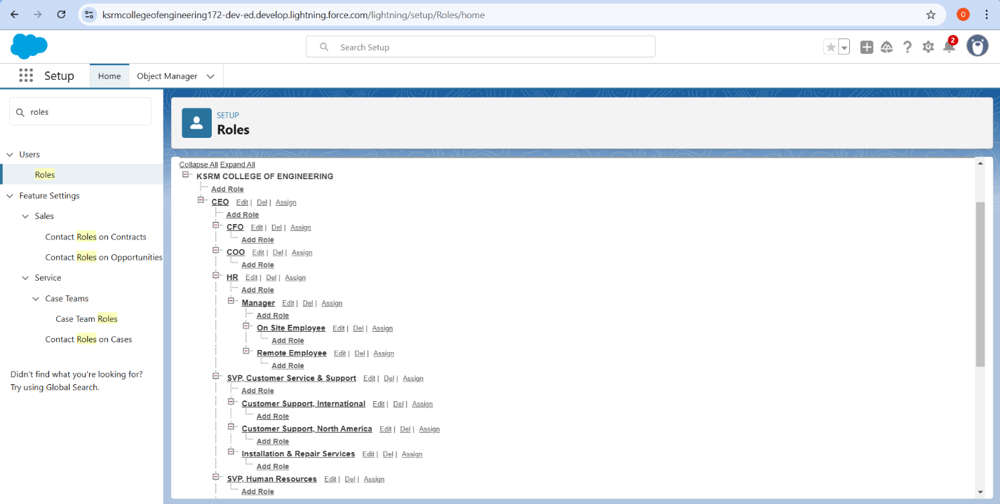 ksrmcollegeofengineering172-dev-ed.develop.lightning.force.com/lightning/setup/Roles/home
O
Search Setup
2
Setup
Home
Object Manager
roles
Users
Roles
Feature Settings
Sales
Contact Roles on Contracts
Contact Roles on Opportunities
Service
Case Teams
Case Team Roles
Contact Roles on Cases
Didn't find what you're looking for?
Try using Global Search.
SETUP
Roles
Collapse All Expand All
KSRM COLLEGE OF ENGINEERING
Add Role
CEO Edit | Del | Assign
Add Role
CFO Edit | Del | Assign
Add Role
COO Edit | Del | Assign
Add Role
HR Edit | Del | Assign
Add Role
Manager Edit | Del | Assign
Add Role
On Site Employee Edit | Del | Assign
Add Role
Remote Employee Edit | Del | Assign
Add Role
SVP, Customer Service & Support Edit | Del | Assign
Add Role
Customer Support, International Edit | Del | Assign
Add Role
Customer Support, North America Edit | Del | Assign
Add Role
Installation & Repair Services Edit | Del | Assign
Add Role
SVP, Human Resources Edit | Del | Assign
Add Role